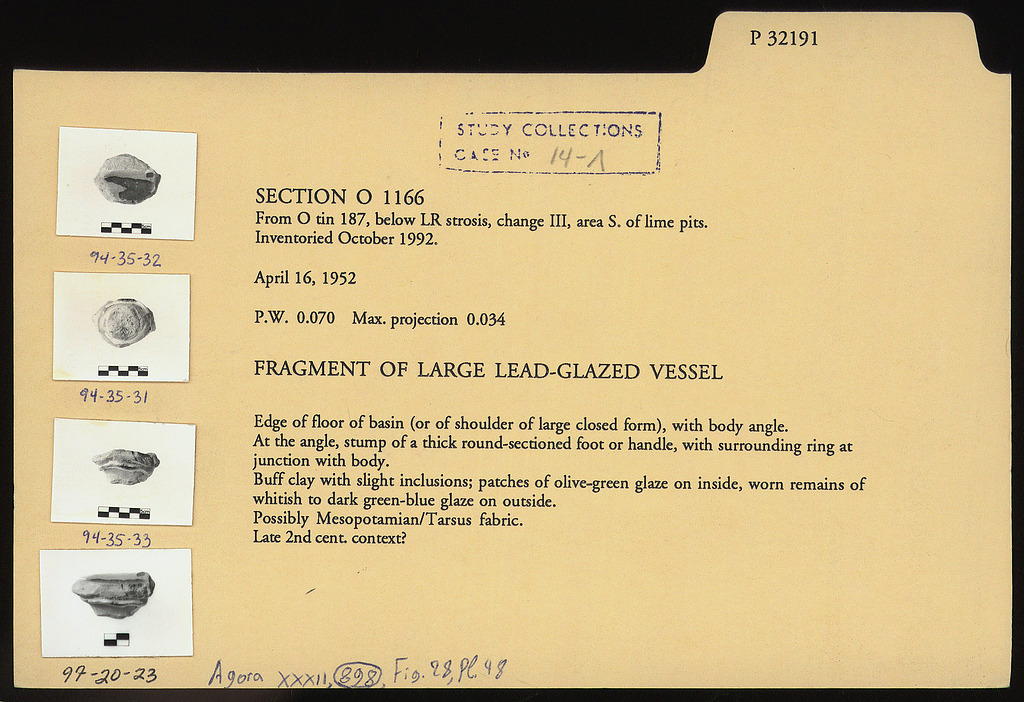 P 32191
STUDY COLLECTIONS
CASE No 14-1
SECTION O 1166
From O tin 187, below LR strosis, change III, area S. of lime pits.
Inventoried October 1992.
April 16, 1952
P.W. 0.070 Max. projection 0.034
FRAGMENT OF LARGE LEAD-GLAZED VESSEL
Edge of floor of basin (or of shoulder of large closed form), with body angle.
At the angle, stump of a thick round-sectioned foot or handle, with surrounding ring at
junction with body.
Buff clay with slight inclusions; patches of olive-green glaze on inside, worn remains of
whitish to dark green-blue glaze on outside.
Possibly Mesopotamian/Tarsus fabric.
Late 2nd cent. context?
94-35-32
94-35-31
94-35-33
97-20-23
Agora XXXII, 898, Fig. 28, Pl. 48